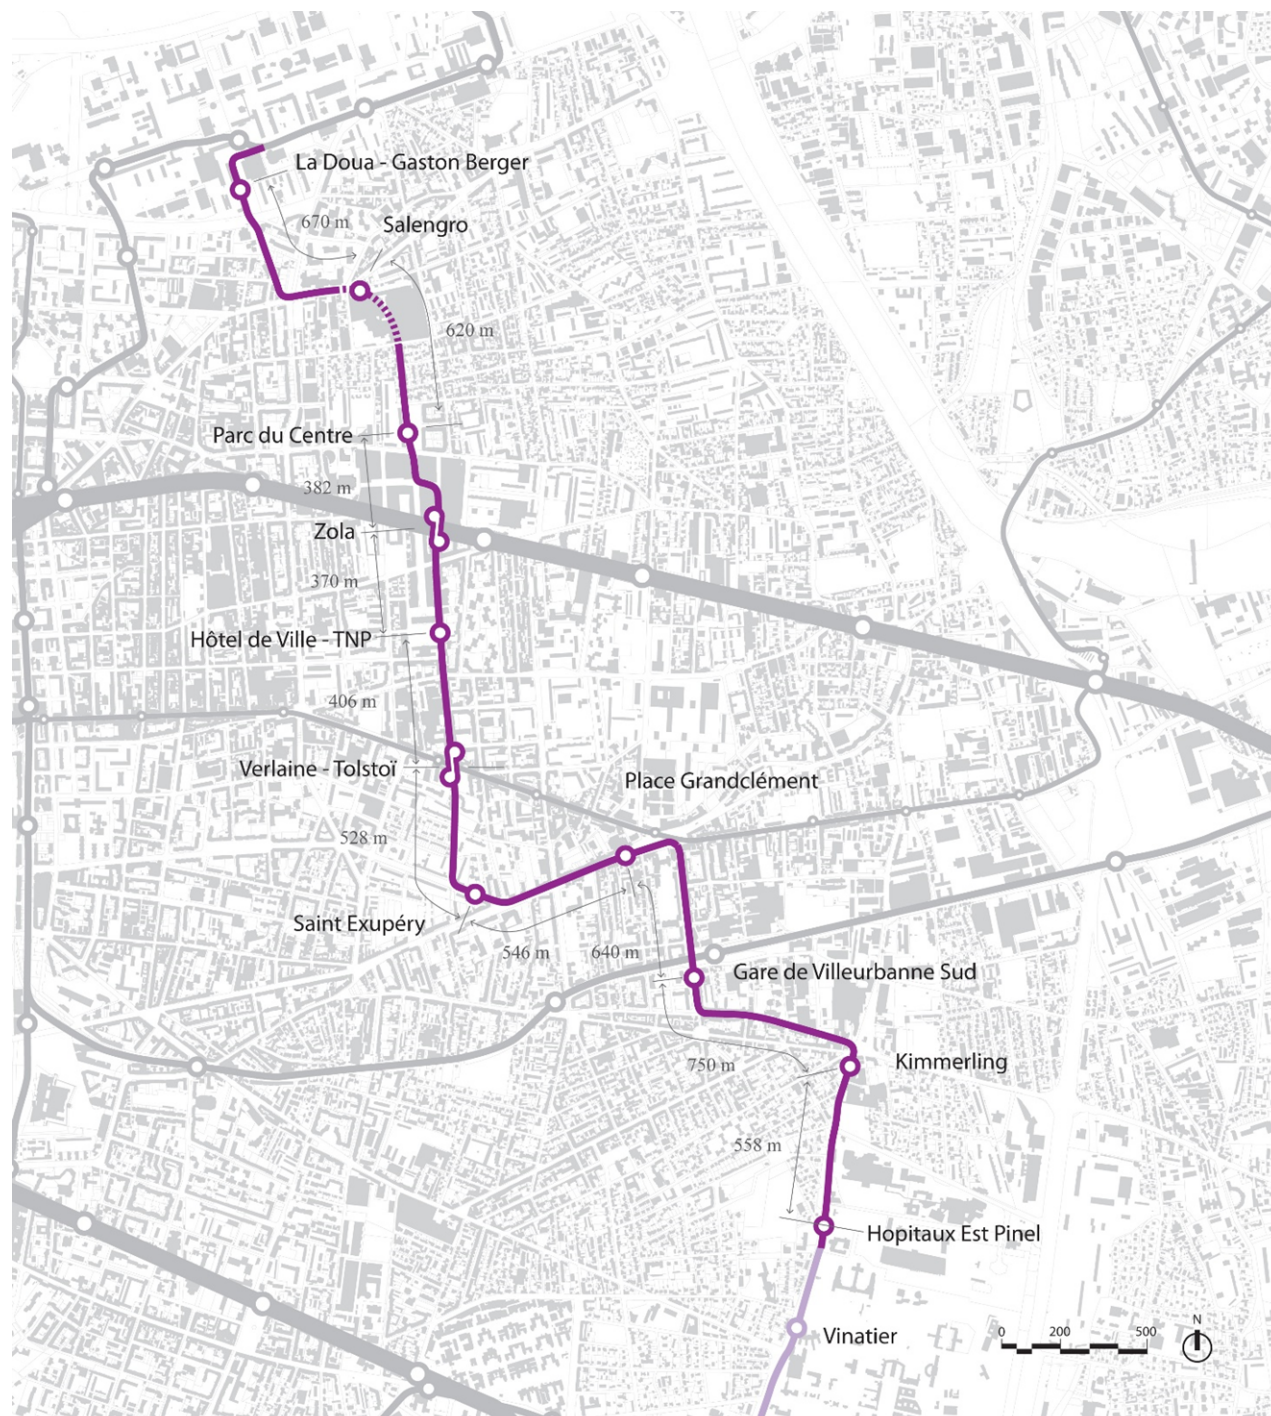 La Doua - Gaston Berger
670 m
Salengro
620 m
Parc du Centre
382 m
Zola
370 m
Hôtel de Ville - TNP
406 m
Verlaine - Tolstoï
Place Grandclément
528 m
Saint Exupéry
546 m
640 m
Gare de Villeurbanne Sud
750 m
Kimmerling
558 m
Hopitaux Est Pinel
Vinatier
0 200 500
N